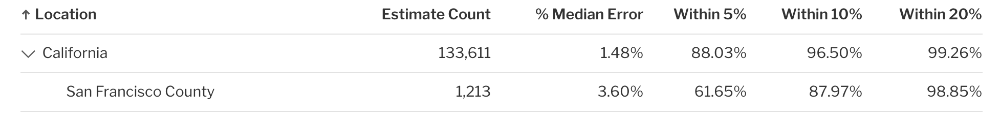 ↑ Location Estimate Count % Median Error Within 5% Within 10% Within 20%
California 133,611 1.48% 88.03% 96.50% 99.26%
San Francisco County 1,213 3.60% 61.65% 87.97% 98.85%